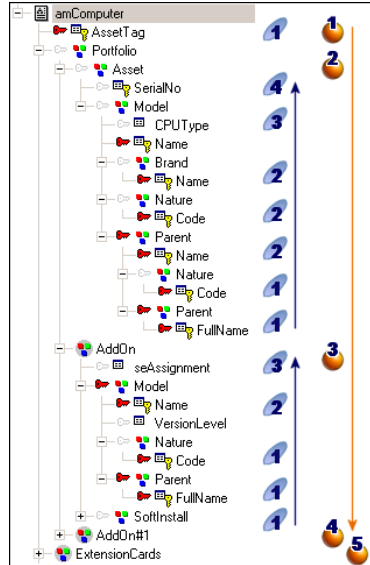 amComputer
AssetTag 1 1
Portfolio
Asset 2
SerialNo 4
Model
CPUType 3
Name
Brand
Name 2
Nature
Code 2
Parent
Name 2
Nature
Code 1
Parent
FullName 1
AddOn 3
seAssignment 3
Model
Name 2
VersionLevel
Nature
Code 1
Parent
FullName 1
SoftInstall 1
AddOn#1 4
ExtensionCards 5